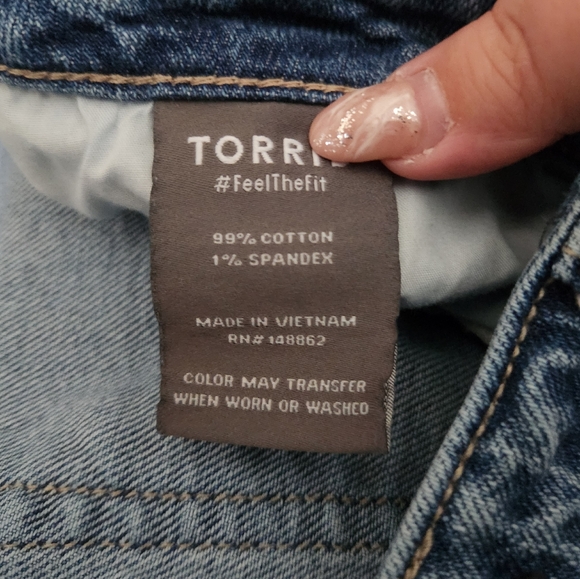 TORRI
#FeelTheFit
99% COTTON
1% SPANDEX
MADE IN VIETNAM
RN# 148862
COLOR MAY TRANSFER
WHEN WORN OR WASHED